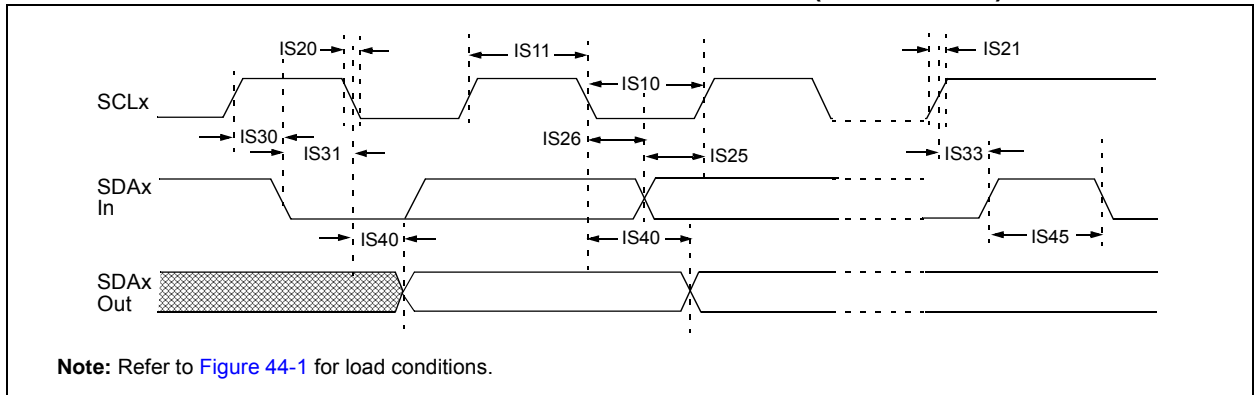 IS20
IS11
IS21
IS10
SCLx
IS30
IS26
IS31
IS25
IS33
SDAx
In
IS40
IS40
IS45
SDAx
Out
Note: Refer to Figure 44-1 for load conditions.